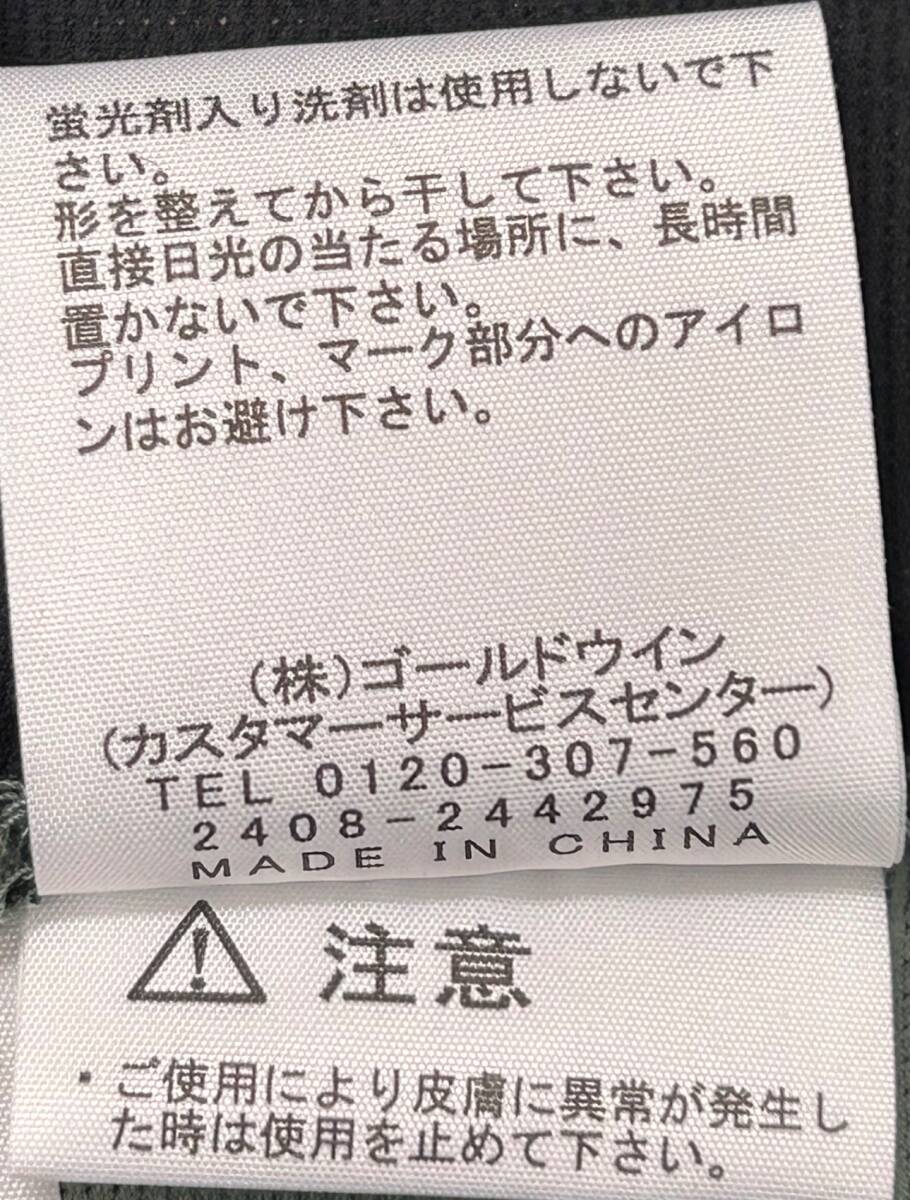 蛍光剤入り洗剤は使用しないで下
さい。
形を整えてから干して下さい。
直接日光の当たる場所に、長時間
置かないで下さい。
プリント、マーク部分へのアイロ
ンはお避け下さい。
(株)ゴールドウイン
(カスタマーサービスセンター)
TEL 0120-307-560
2408-2442975
MADE IN CHINA
注意
・ご使用により皮膚に異常が発生し
た時は使用を止めて下さい。